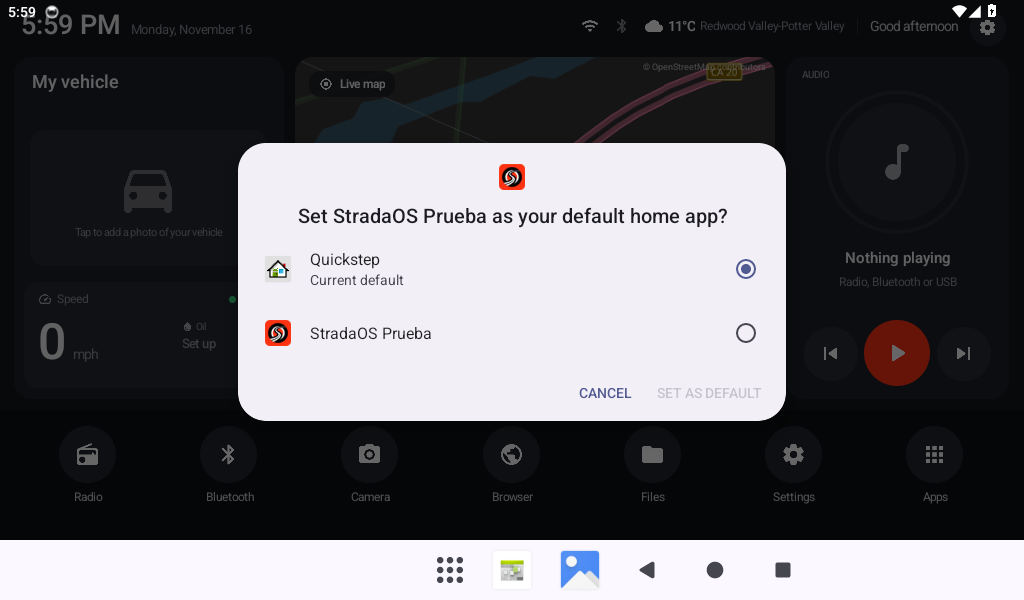 5:59
5:59 PM
Monday, November 16
11°C
Redwood Valley-Potter Valley
Good afternoon
My vehicle
Live map
© OpenStreetMap contributors
CA 20
AUDIO
Tap to add a photo of your vehicle
Set StradaOS Prueba as your default home app?
Quickstep
Current default
StradaOS Prueba
CANCEL
SET AS DEFAULT
Speed
0
mph
Oil
Set up
Nothing playing
Radio, Bluetooth or USB
Radio
Bluetooth
Camera
Browser
Files
Settings
Apps